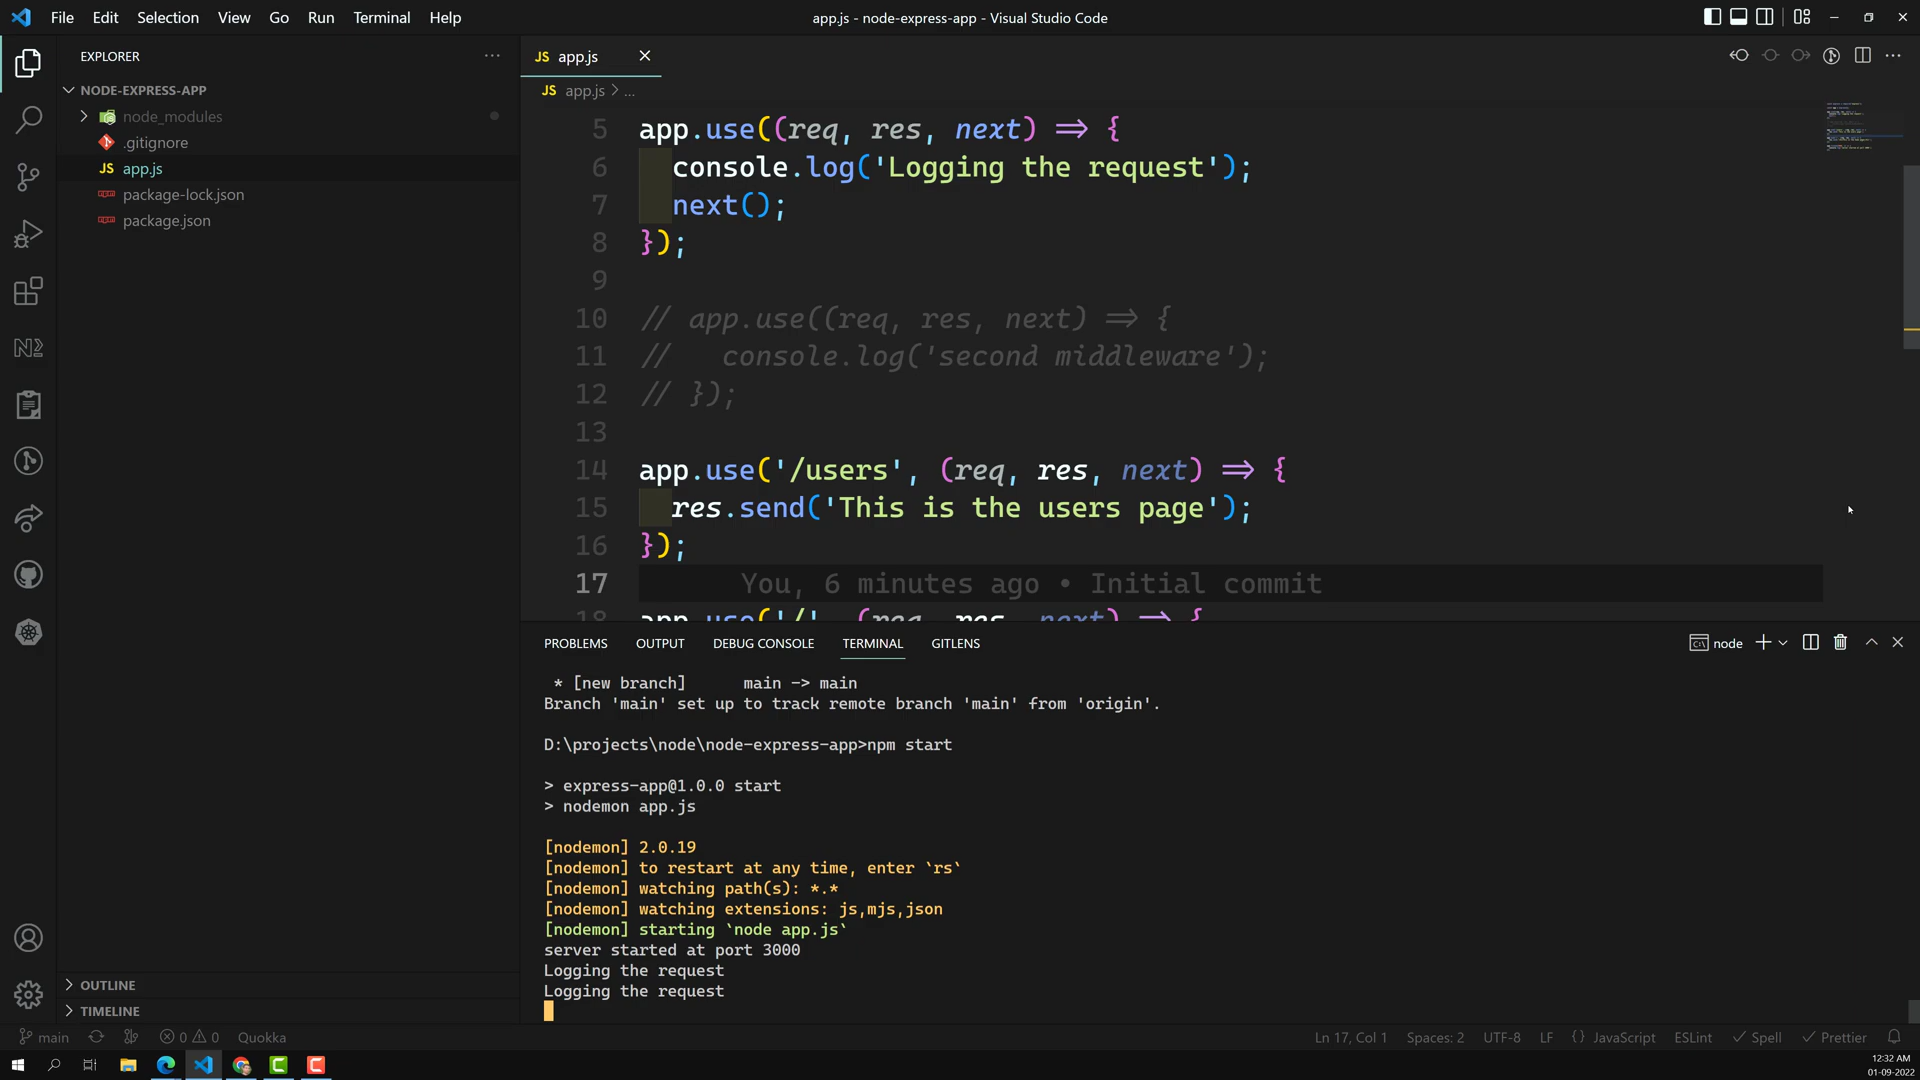 File Edit Selection View Go Run Terminal Help
app.js - node-express-app - Visual Studio Code
EXPLORER
NODE-EXPRESS-APP
node_modules
.gitignore
JS app.js
package-lock.json
package.json
OUTLINE
TIMELINE
JS app.js
JS app.js > ...
5 app.use((req, res, next) => {
6 console.log('Logging the request');
7 next();
8 });
9
10 // app.use((req, res, next) => {
11 // console.log('second middleware');
12 // });
13
14 app.use('/users', (req, res, next) => {
15 res.send('This is the users page');
16 });
17 You, 6 minutes ago • Initial commit
18 app.use('/', (req, res, next) => {
PROBLEMS OUTPUT DEBUG CONSOLE TERMINAL GITLENS
node
* [new branch] main -> main
Branch 'main' set up to track remote branch 'main' from 'origin'.
D:\projects\node\node-express-app>npm start
> express-app@1.0.0 start
> nodemon app.js
[nodemon] 2.0.19
[nodemon] to restart at any time, enter `rs`
[nodemon] watching path(s): *.*
[nodemon] watching extensions: js,mjs,json
[nodemon] starting `node app.js`
server started at port 3000
Logging the request
Logging the request
main 0 0 Quokka
Ln 17, Col 1 Spaces: 2 UTF-8 LF {} JavaScript ESLint Spell Prettier
12:32 AM
01-09-2022